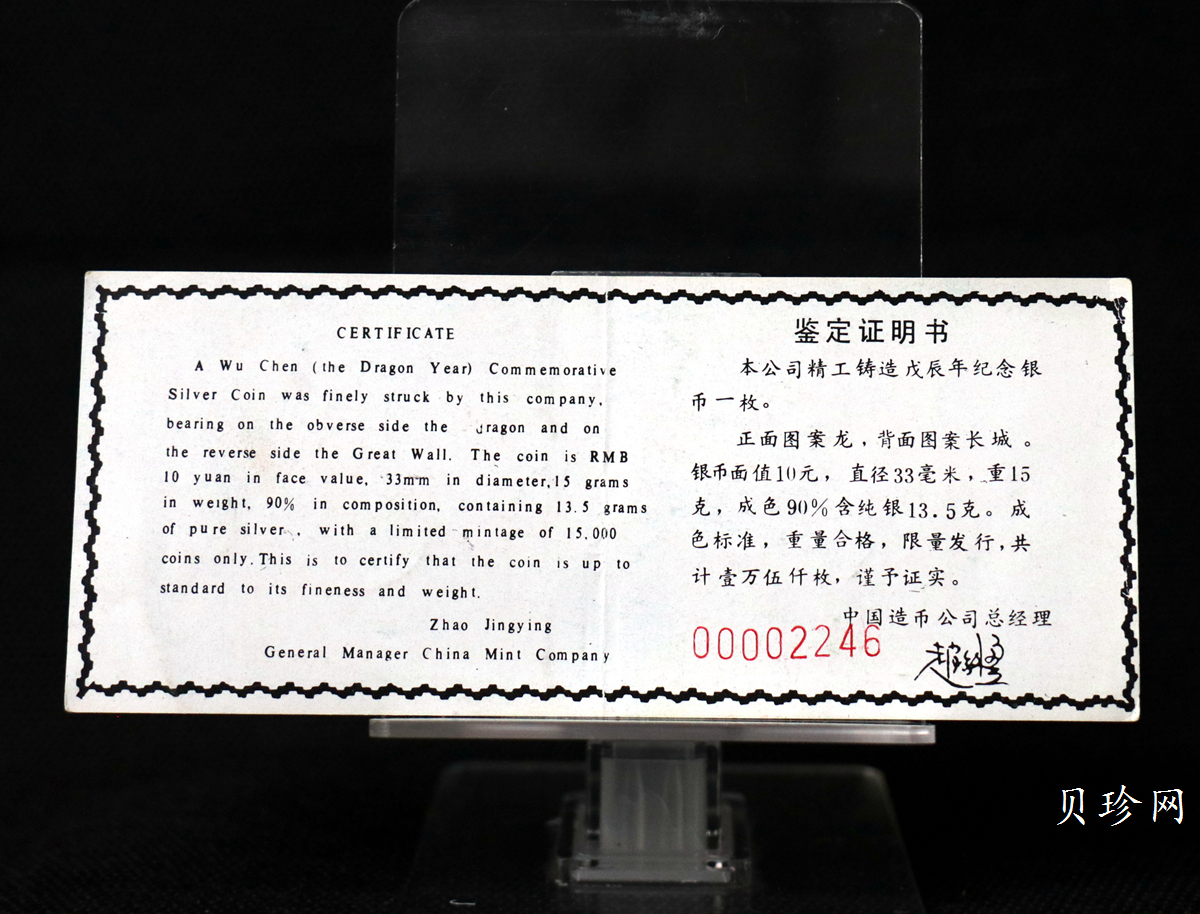 CERTIFICATE
A Wu Chen (the Dragon Year) Commemorative
Silver Coin was finely struck by this company,
bearing on the obverse side the dragon and on
the reverse side the Great Wall. The coin is RMB
10 yuan in face value, 33mm in diameter,15 grams
in weight, 90% in composition, containing 13.5 grams
of pure silver, with a limited mintage of 15,000
coins only. This is to certify that the coin is up to
standard to its fineness and weight.
Zhao Jingying
General Manager China Mint Company
鉴定证明书
本公司精工铸造戊辰年纪念银
币一枚。
正面图案龙，背面图案长城。
银币面值10元，直径33毫米，重15
克，成色90%含纯银13.5克。成
色标准，重量合格，限量发行，共
计壹万伍仟枚，谨予证实。
中国造币公司总经理
00002246
贝珍网